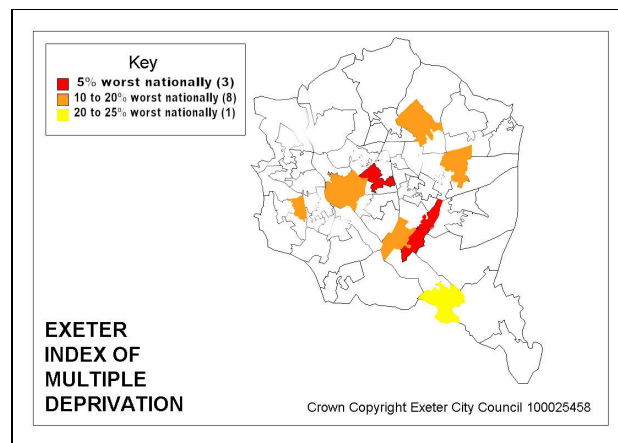 Key
5% worst nationally (3)
10 to 20% worst nationally (8)
20 to 25% worst nationally (1)
EXETER
INDEX OF
MULTIPLE
DEPRIVATION
Crown Copyright Exeter City Council 100025458